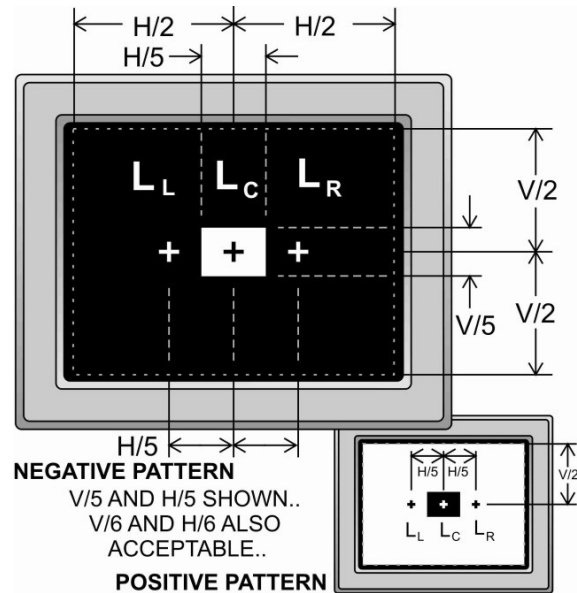 H/2 H/2
H/5
L L L C L R
V/2
V/5
V/2
H/5
NEGATIVE PATTERN
V/5 AND H/5 SHOWN..
V/6 AND H/6 ALSO
ACCEPTABLE..
POSITIVE PATTERN
H/5 H/5
V/2
L L L C L R